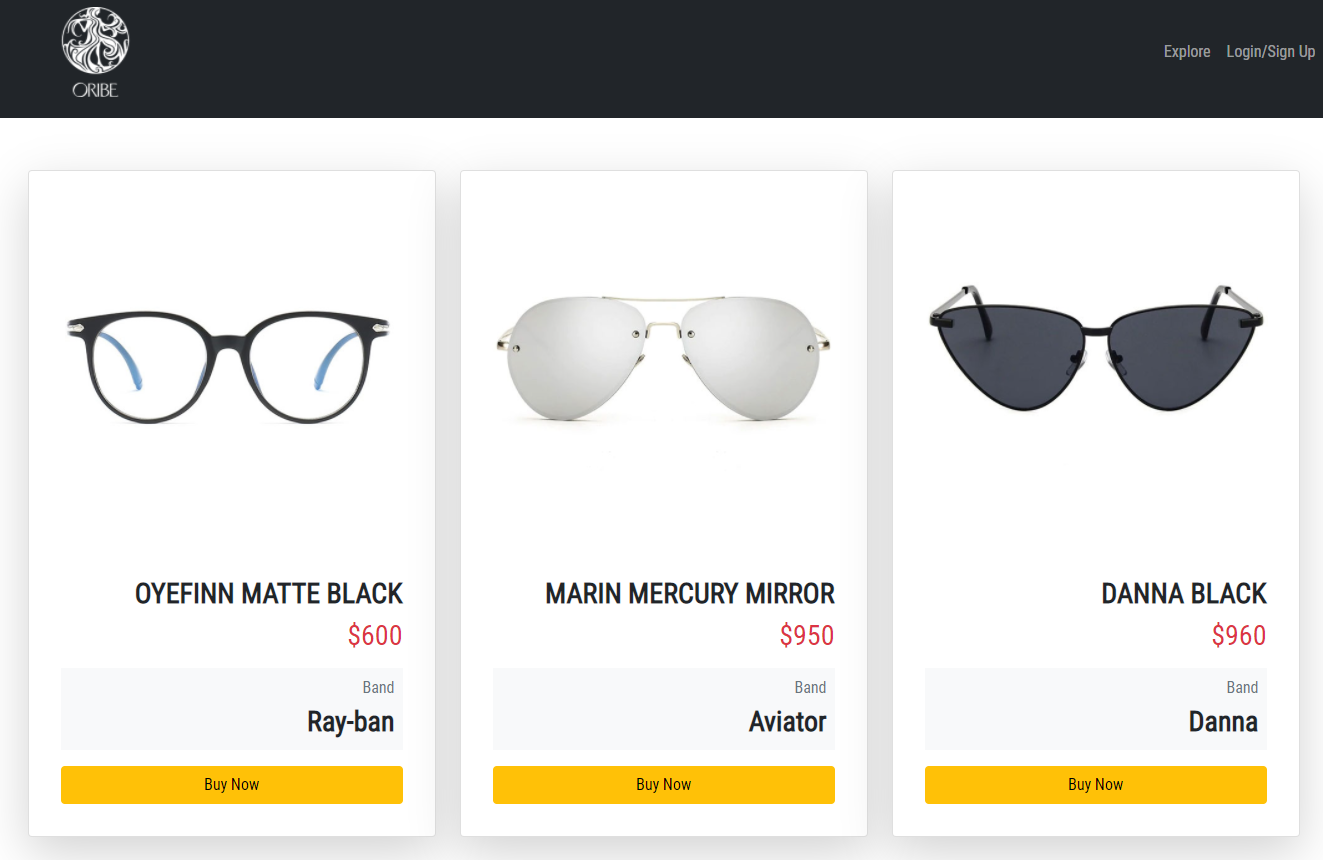 ORIBE
Explore Login/Sign Up
OYEFINN MATTE BLACK
$600
Band
Ray-ban
Buy Now
MARIN MERCURY MIRROR
$950
Band
Aviator
Buy Now
DANNA BLACK
$960
Band
Danna
Buy Now